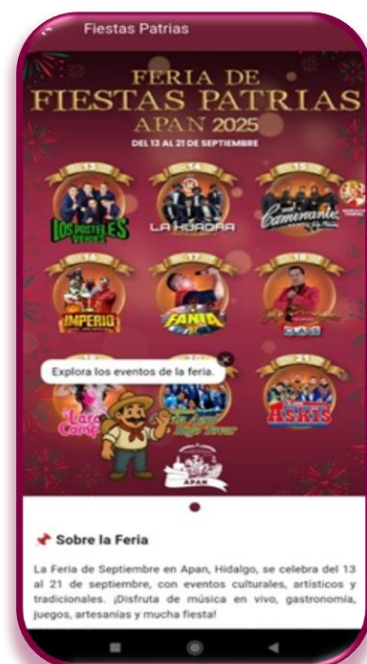 Fiestas Patrias
FERIA DE
FIESTAS PATRIAS
APAN 2025
DEL 13 AL 21 DE SEPTIEMBRE
13
14
15
LOS PASTELES
VERDES
LA HUADRA
Caminante
16
17
18
IMPERIO
FANIA
Explora los eventos de la feria.
20
21
ASKIS
APAN
📌 Sobre la Feria
La Feria de Septiembre en Apan, Hidalgo, se celebra del 13
al 21 de septiembre, con eventos culturales, artísticos y
tradicionales. ¡Disfruta de música en vivo, gastronomía,
juegos, artesanías y mucha fiesta!